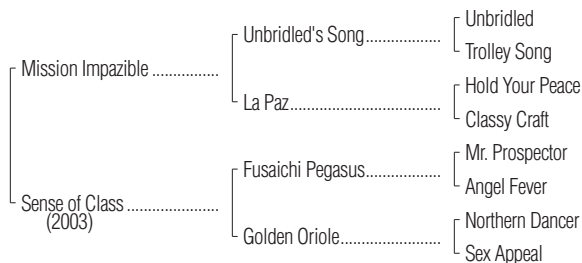 Unbridled
Unbridled's Song..................
Trolley Song
Mission Impazible ................
Hold Your Peace
La Paz....................................
Classy Craft
Mr. Prospector
Fusaichi Pegasus..................
Angel Fever
Sense of Class ......................
(2003)
Northern Dancer
Golden Oriole........................
Sex Appeal